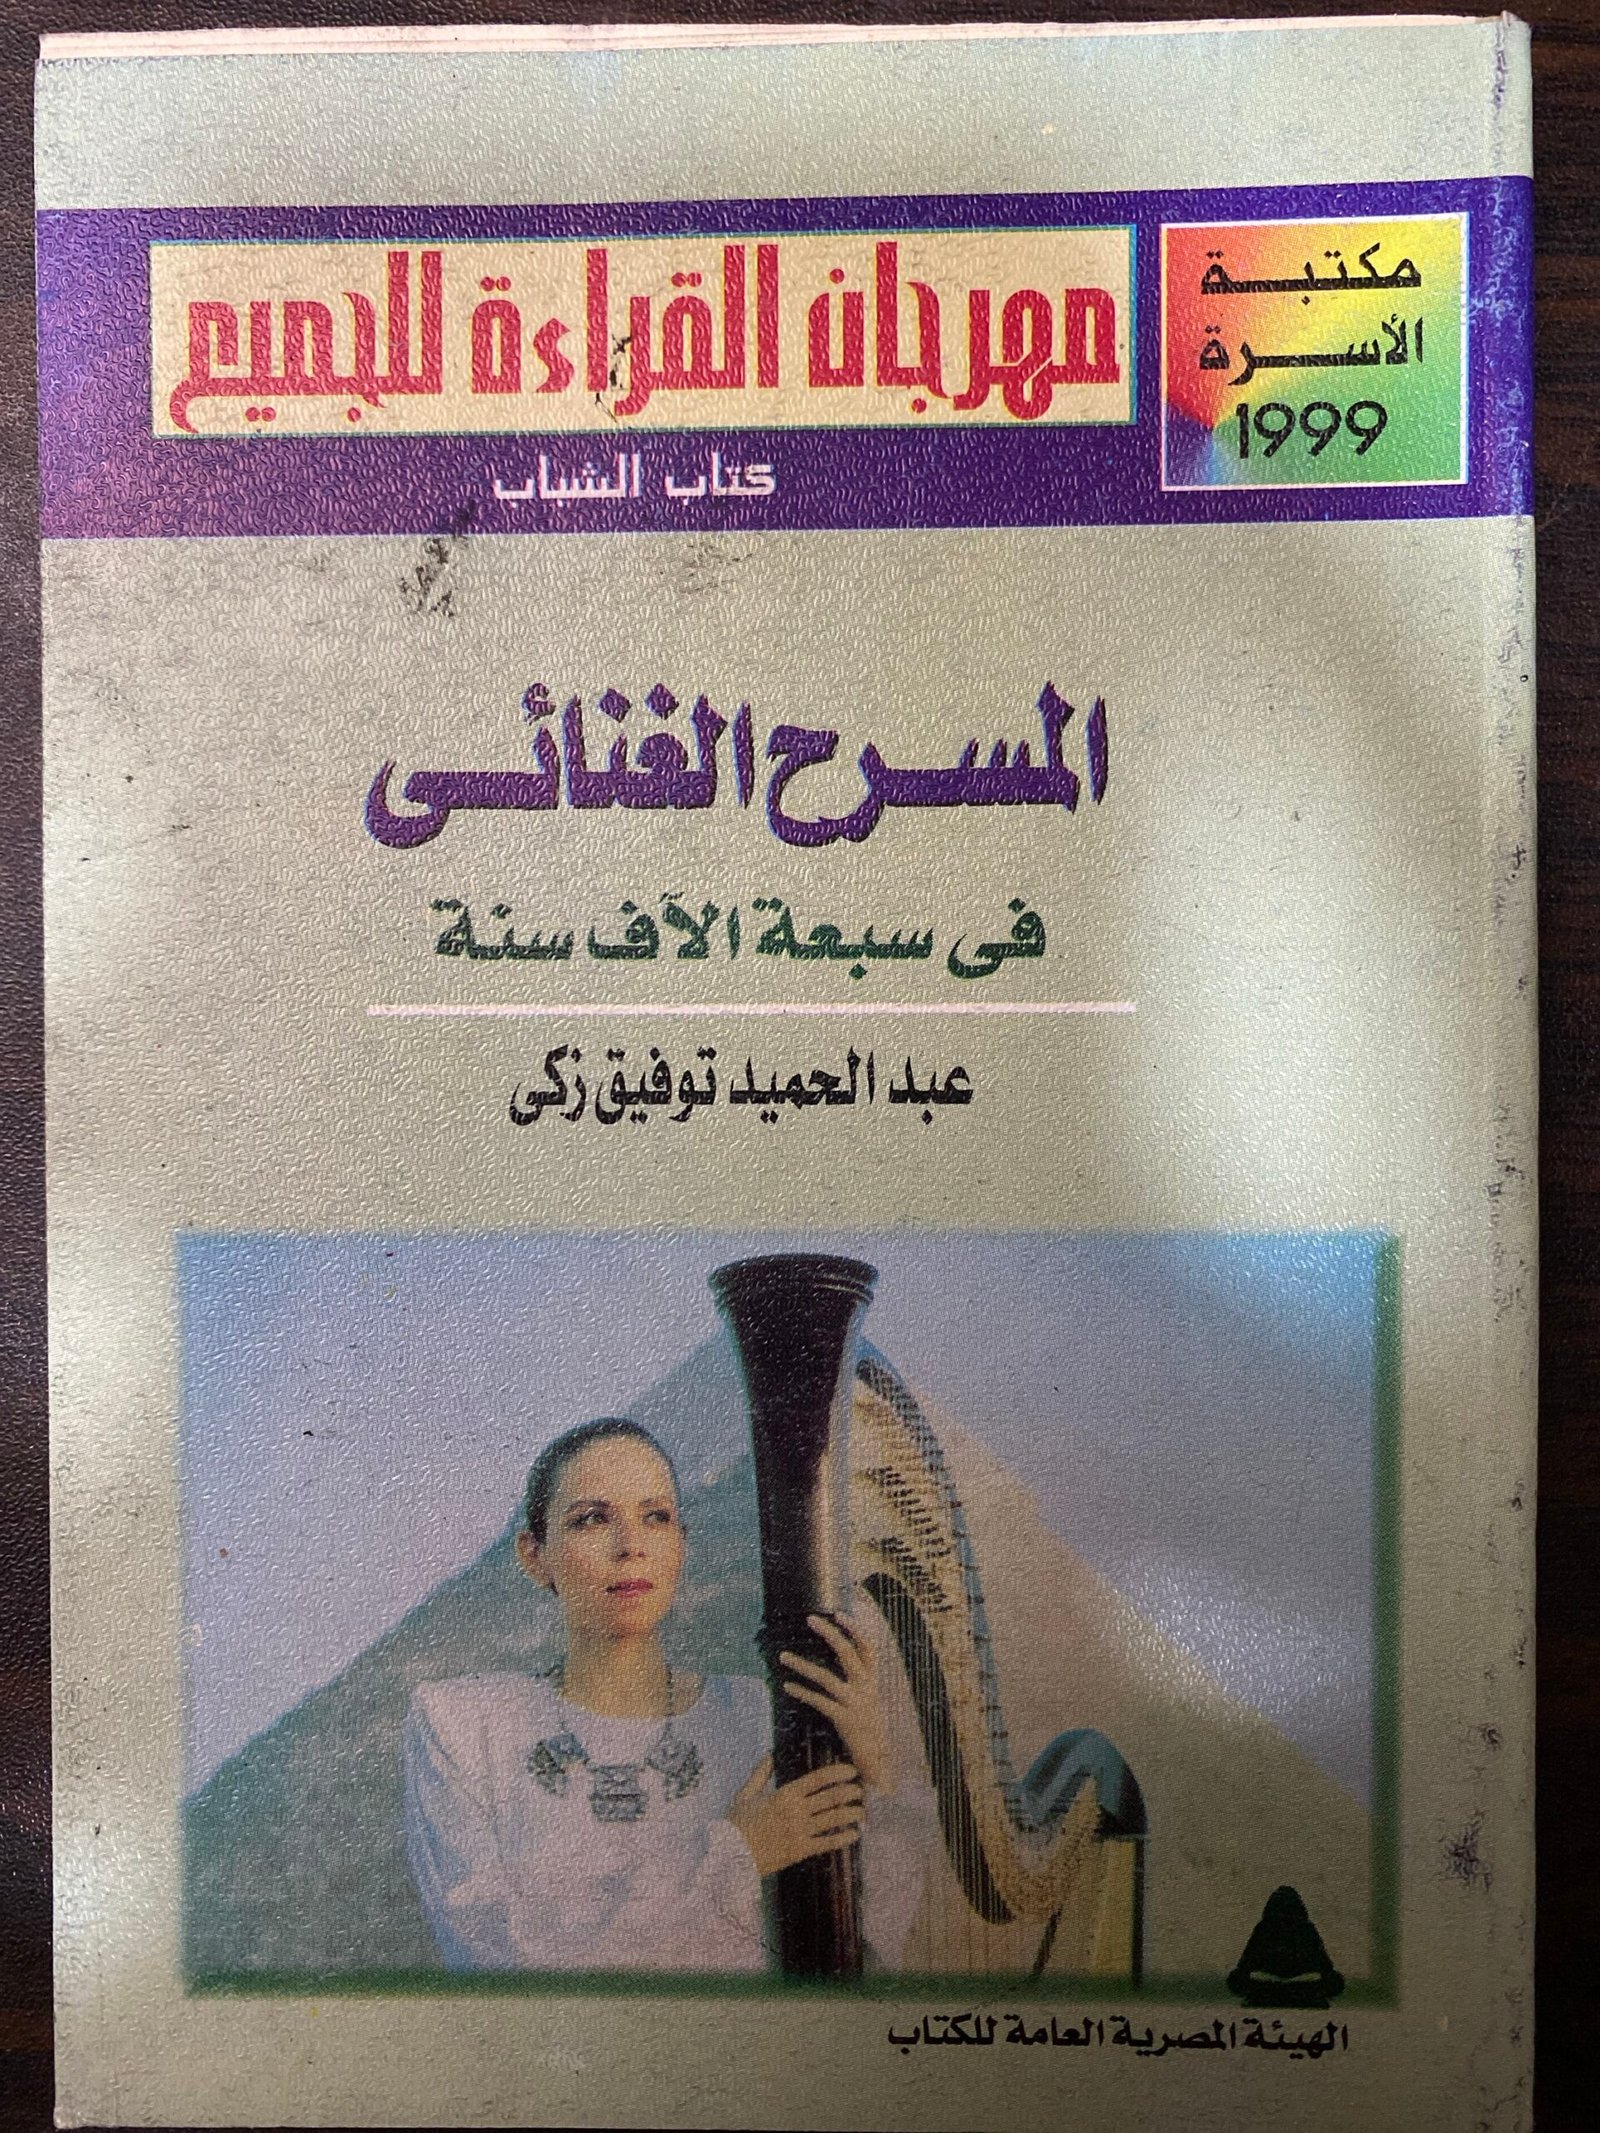 مكتبة
الأسرة
1999
مهرجان القراءة للجميع
كتاب الشباب
المسرح الغنائى
فى سبعة الآف سنة
عبد الحميد توفيق زكى
الهيئة المصرية العامة للكتاب